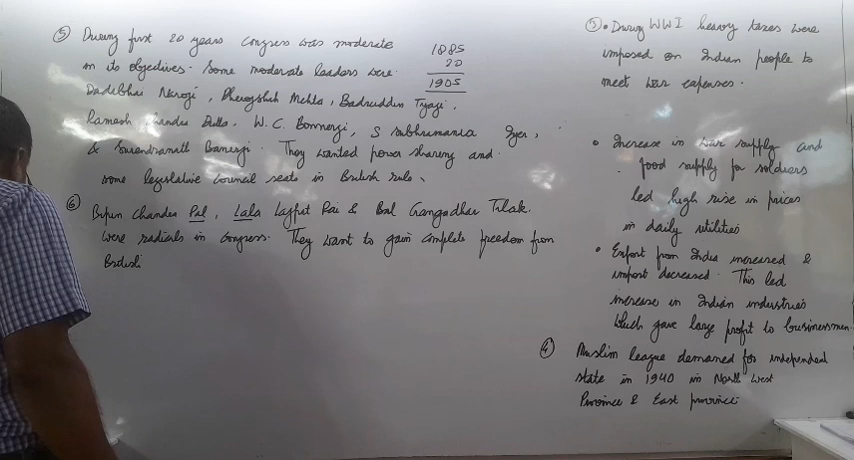 ⑤ During first 20 years Congress was moderate
in its objectives. Some moderate leaders were.
Dadabhai Naroji, Pherozshah Mehta, Badruddin Tyagi,
Ramesh Chandra Dutta, W.C. Bonnerji, S Subhramania Iyer,
& Surendranath Banerji. They wanted power sharing and
some legislative council seats in British rule.
1885
20
1905
⑥ Bipin Chandra Pal, Lala Lajpat Rai & Bal Gangadhar Tilak.
were radicals in Congress. They want to gain complete freedom from
British
③ • During WWI heavy taxes were
imposed on Indian people to
meet war expenses.
• Increase in war supply and
food supply for soldiers
led high rise in prices
in daily utilities
• Export from India increased &
import decreased. This led
increase in Indian industries
which gave large profit to businessmen
④ Muslim league demaned for independent
state in 1940 in North West
Province & East province